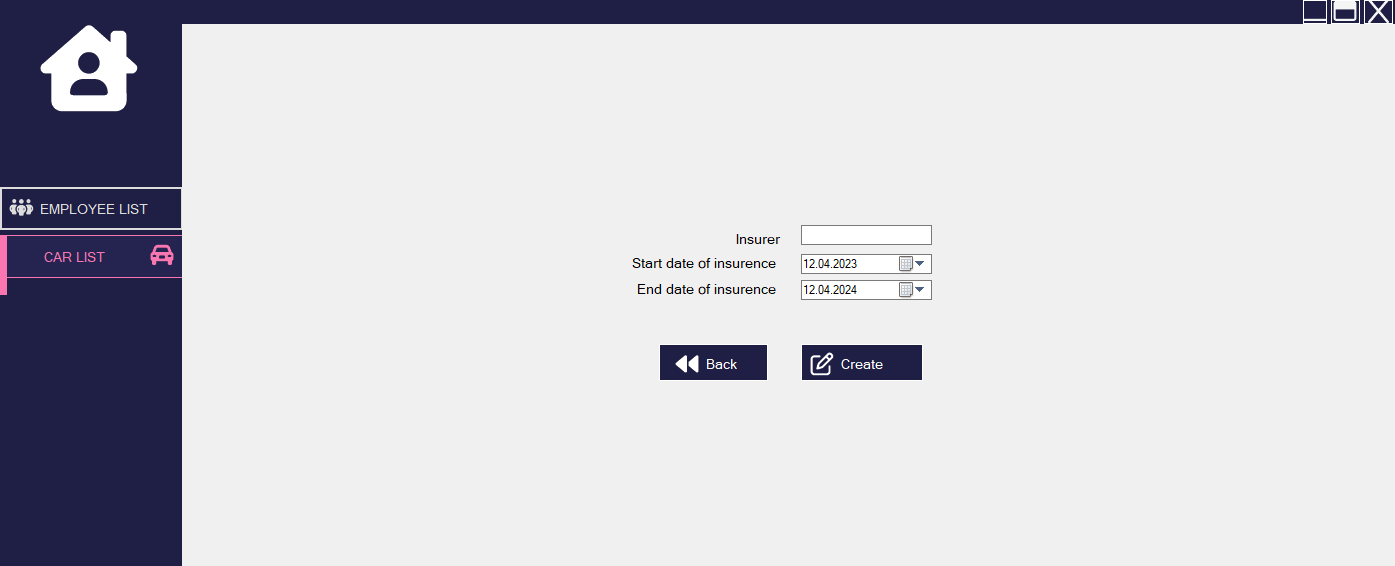 EMPLOYEE LIST
CAR LIST
Insurer
Start date of insurence 12.04.2023
End date of insurence 12.04.2024
Back Create